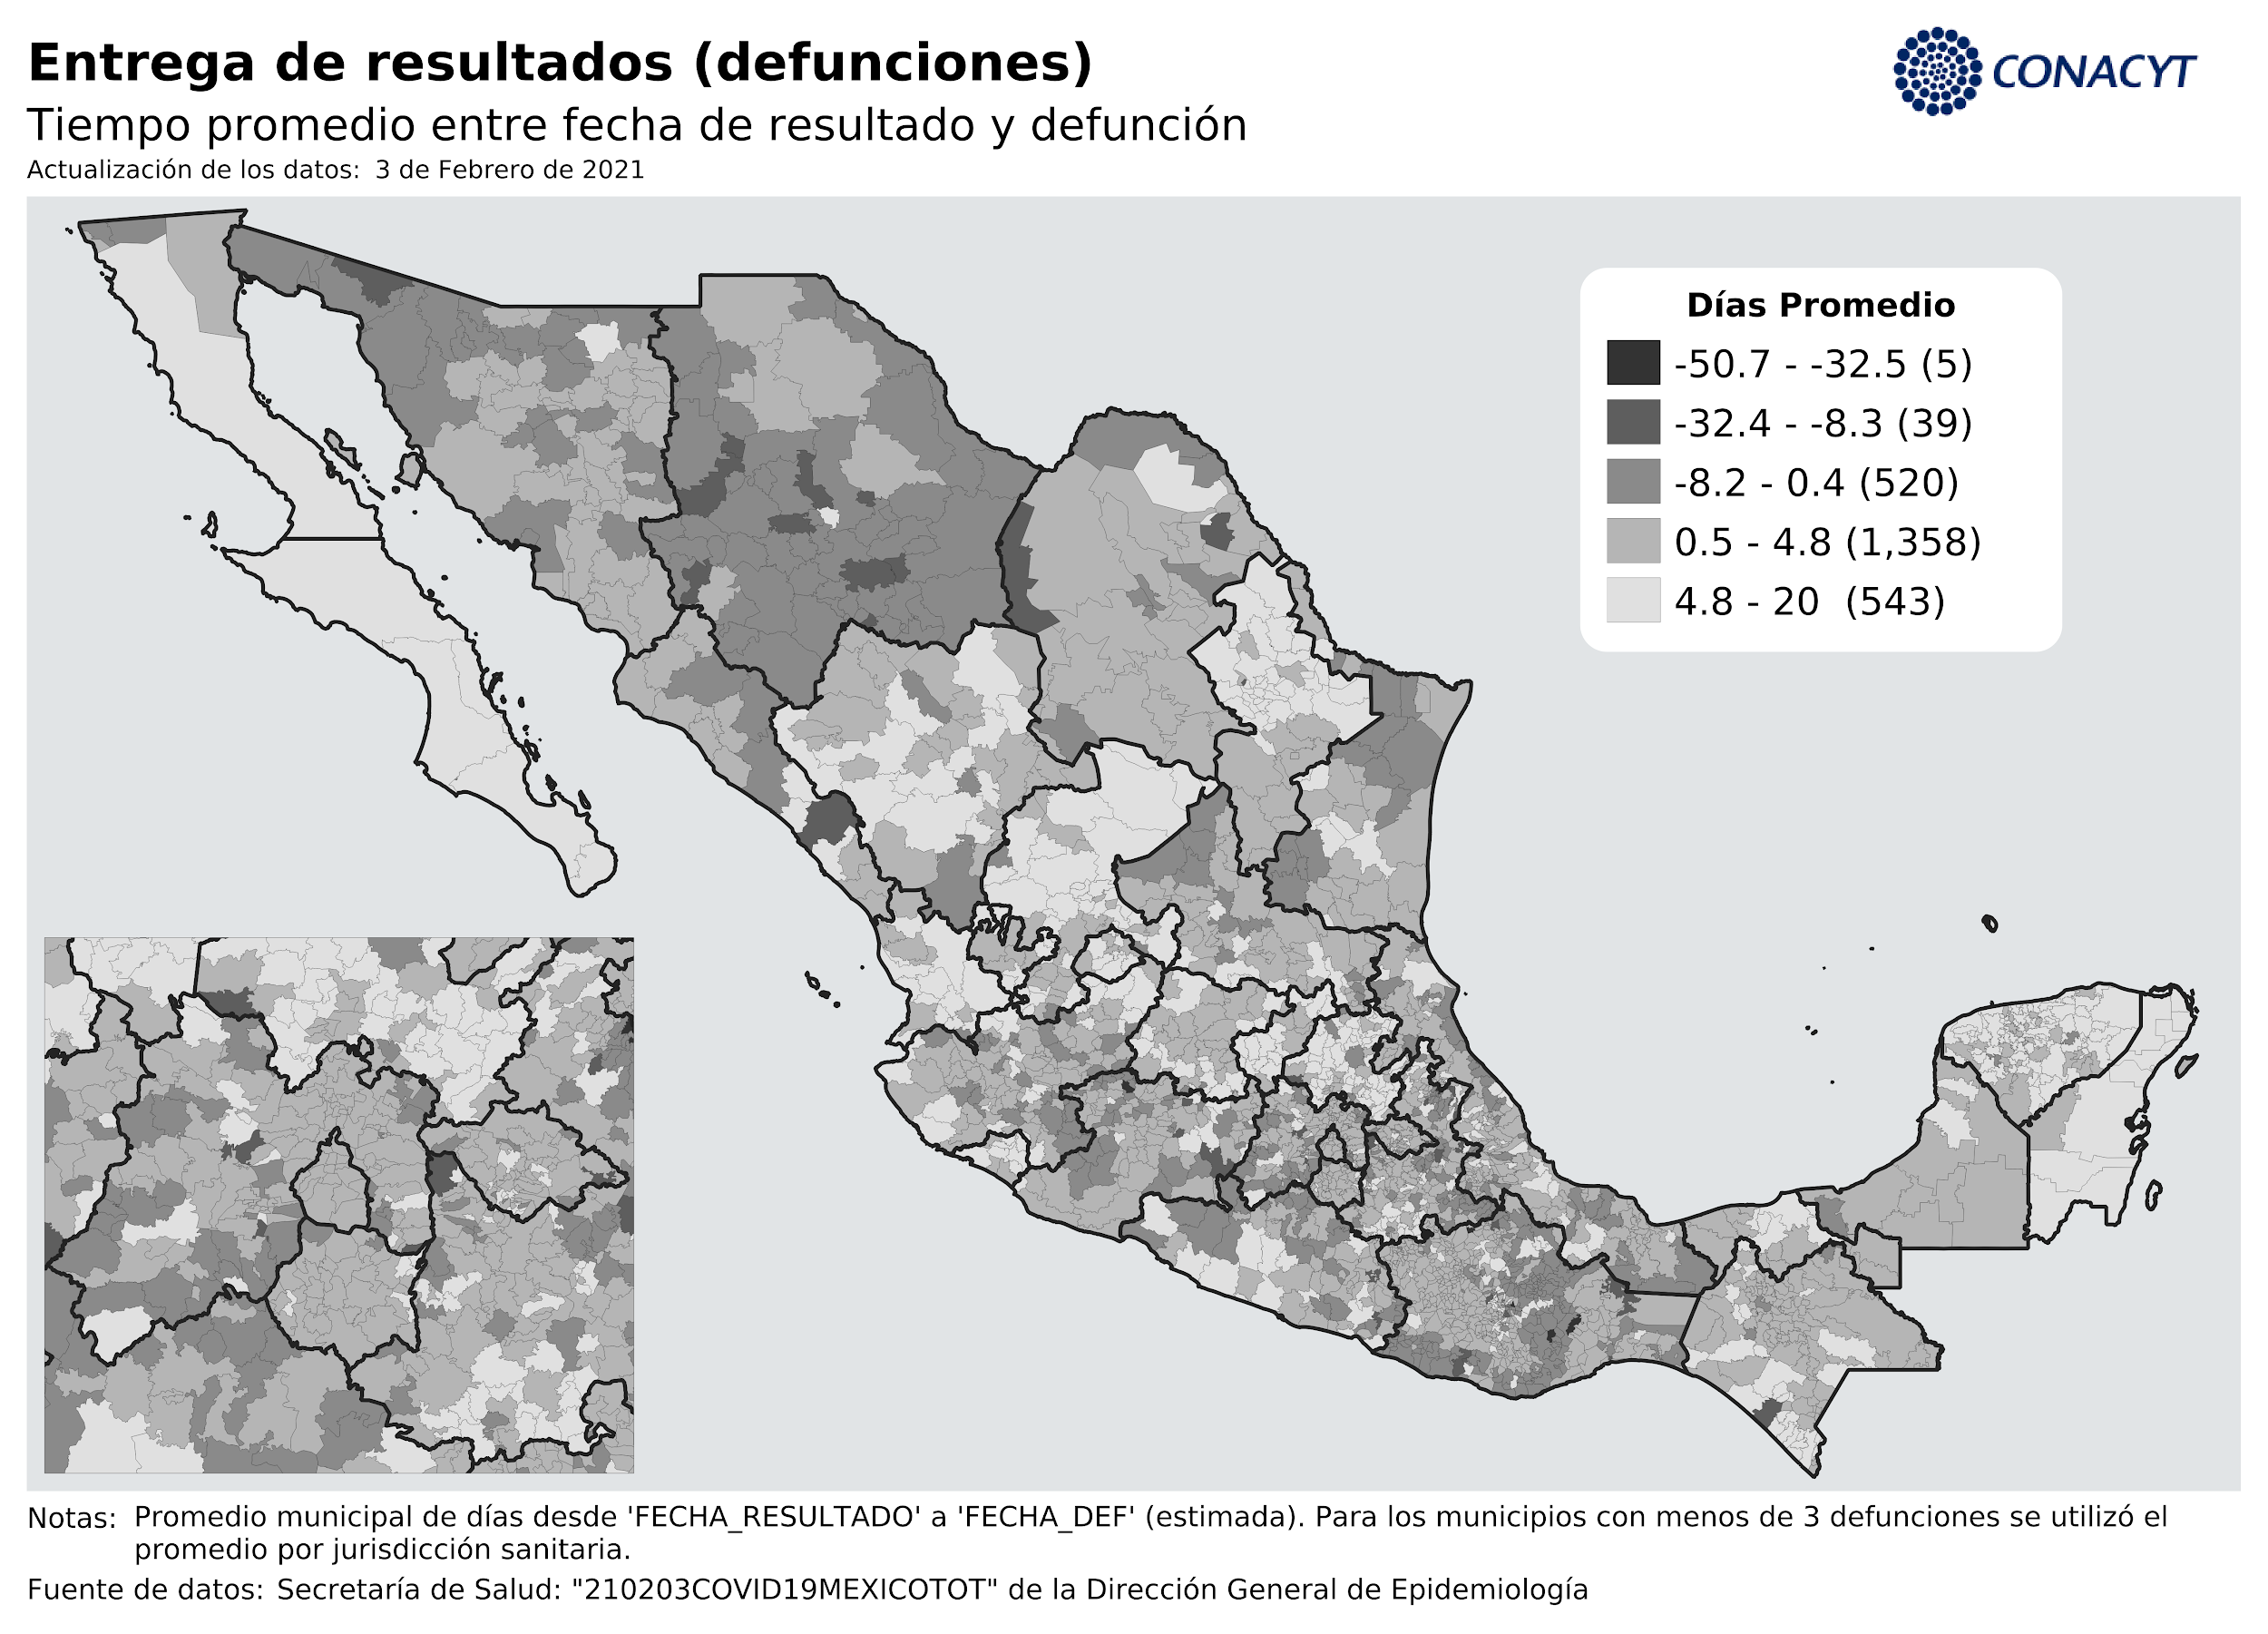 Entrega de resultados (defunciones)
Tiempo promedio entre fecha de resultado y defunción
Actualización de los datos: 3 de Febrero de 2021
CONACYT
Días Promedio
-50.7 - -32.5 (5)
-32.4 - -8.3 (39)
-8.2 - 0.4 (520)
0.5 - 4.8 (1,358)
4.8 - 20 (543)
Notas: Promedio municipal de días desde 'FECHA_RESULTADO' a 'FECHA_DEF' (estimada). Para los municipios con menos de 3 defunciones se utilizó el
promedio por jurisdicción sanitaria.
Fuente de datos: Secretaría de Salud: "210203COVID19MEXICOTOT" de la Dirección General de Epidemiología